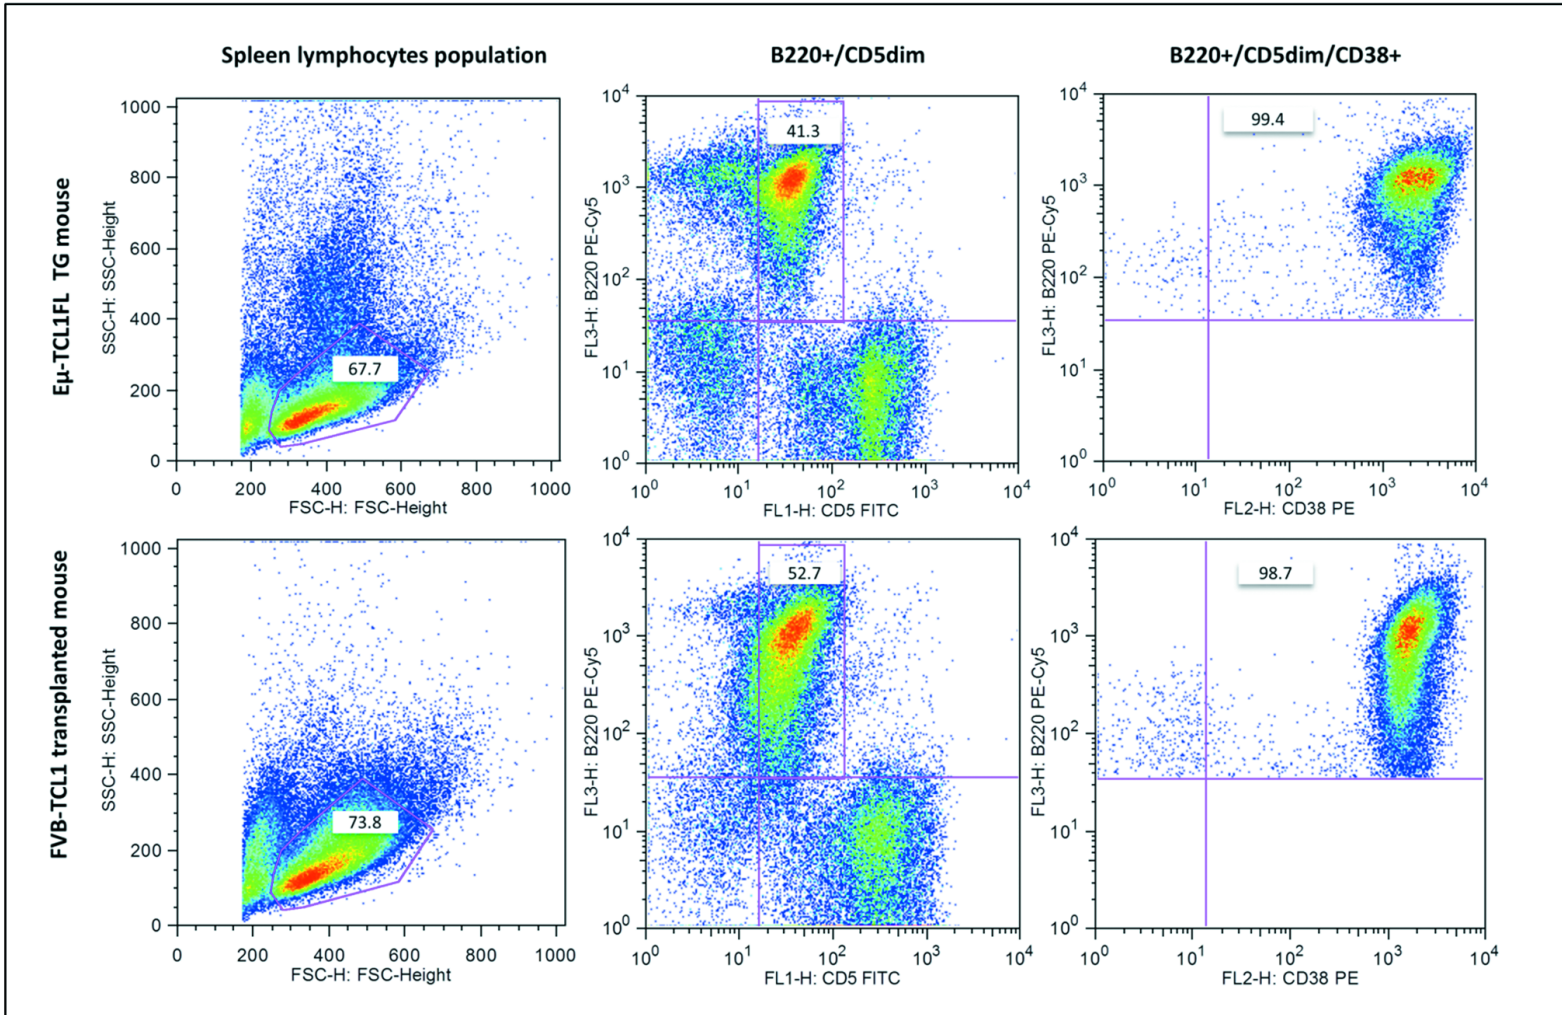 Spleen lymphocytes population
B220+/CD5dim
B220+/CD5dim/CD38+
Eμ-TCL1FL TG mouse
SSC-H: SSC-Height
1000
800
600
400
200
0
67.7
0 200 400 600 800 1000
FSC-H: FSC-Height
FL3-H: B220 PE-Cy5
10⁴
10³
10²
10¹
10⁰
41.3
10⁰ 10¹ 10² 10³ 10⁴
FL1-H: CD5 FITC
FL3-H: B220 PE-Cy5
10⁴
10³
10²
10¹
10⁰
99.4
10⁰ 10¹ 10² 10³ 10⁴
FL2-H: CD38 PE
FVB-TCL1 transplanted mouse
SSC-H: SSC-Height
1000
800
600
400
200
0
73.8
0 200 400 600 800 1000
FSC-H: FSC-Height
FL3-H: B220 PE-Cy5
10⁴
10³
10²
10¹
10⁰
52.7
10⁰ 10¹ 10² 10³ 10⁴
FL1-H: CD5 FITC
FL3-H: B220 PE-Cy5
10⁴
10³
10²
10¹
10⁰
98.7
10⁰ 10¹ 10² 10³ 10⁴
FL2-H: CD38 PE